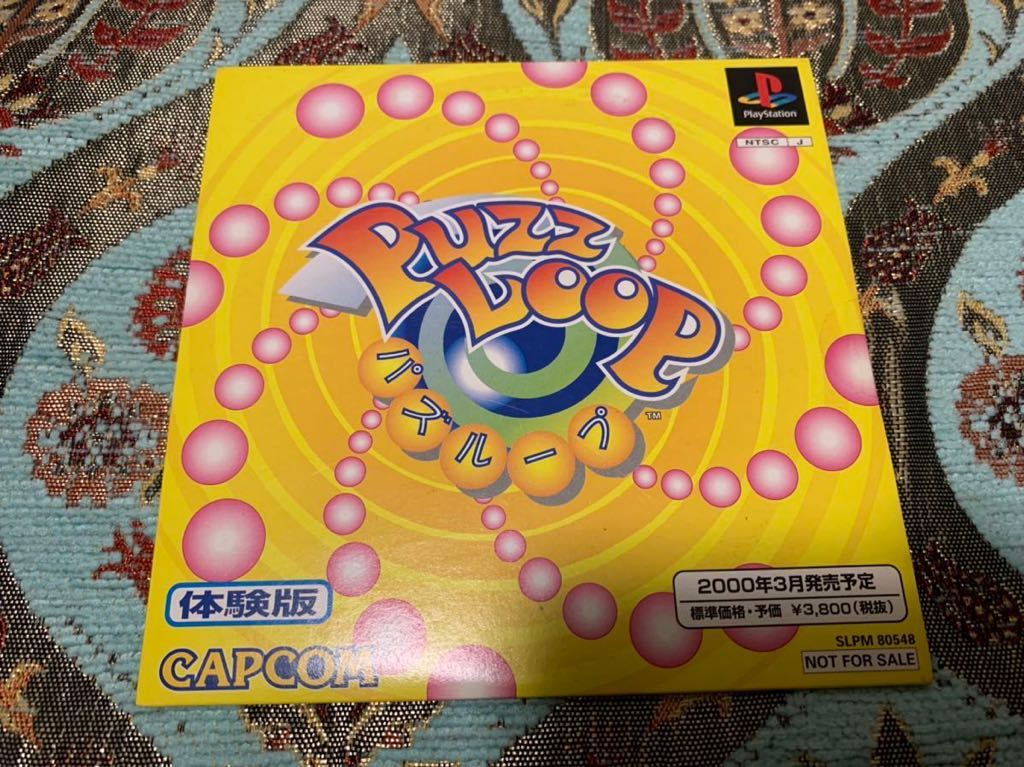 PlayStation
NTSC J
PUZZ
LOOP
TM
パズループ
体験版
CAPCOM
2000年3月発売予定
標準価格・予価 ¥3,800(税抜)
SLPM 80548
NOT FOR SALE